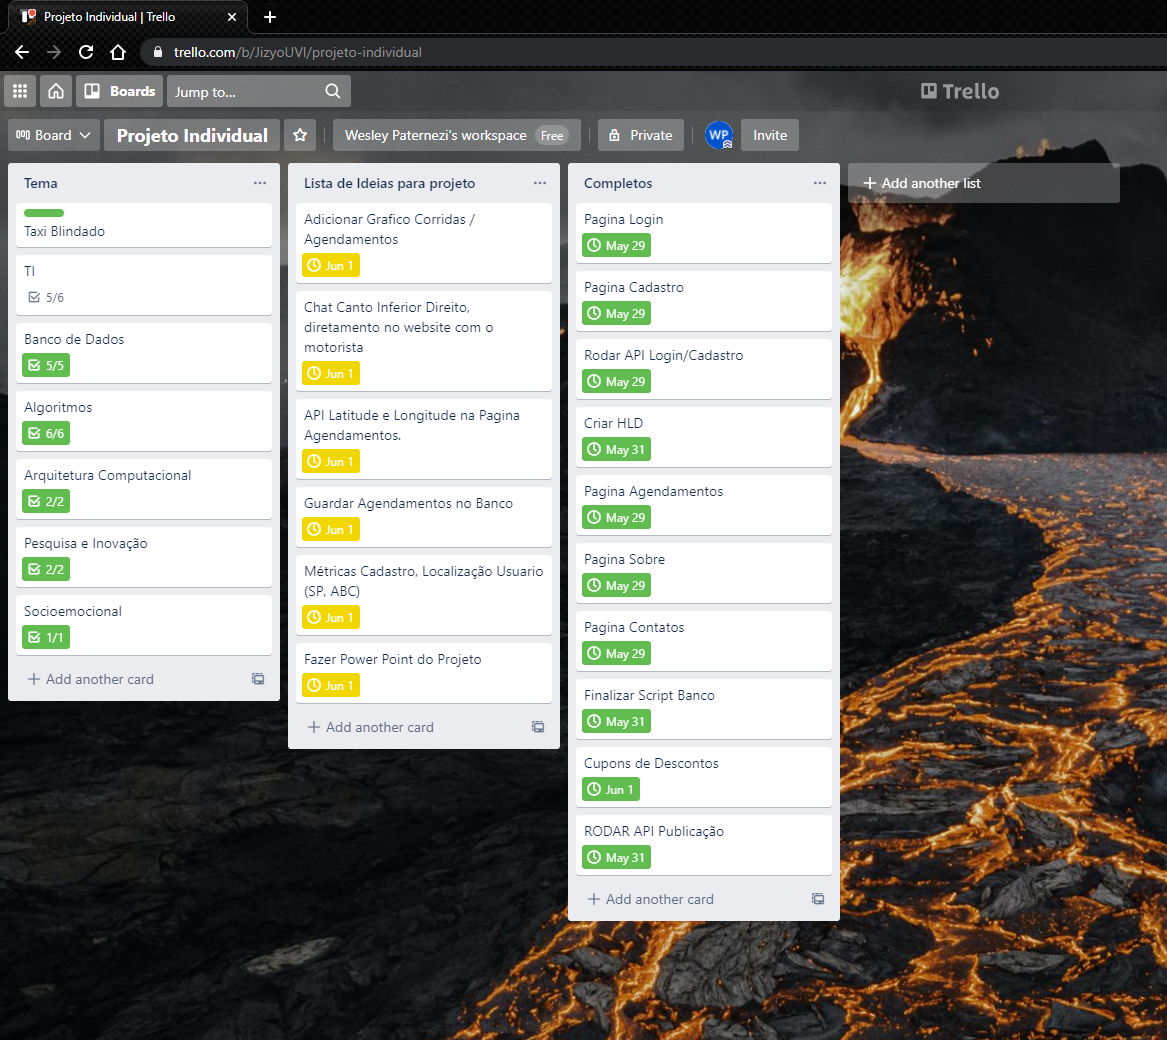 Projeto Individual | Trello
trello.com/b/JizyoUVI/projeto-individual
Boards
Jump to...
Trello
Board
Projeto Individual
Wesley Paternezi's workspace
Free
Private
WP
Invite
Tema
Taxi Blindado
TI
5/6
Banco de Dados
5/5
Algoritmos
6/6
Arquitetura Computacional
2/2
Pesquisa e Inovação
2/2
Socioemocional
1/1
Add another card
Lista de Ideias para projeto
Adicionar Grafico Corridas /
Agendamentos
Jun 1
Chat Canto Inferior Direito,
diretamento no website com o
motorista
Jun 1
API Latitude e Longitude na Pagina
Agendamentos.
Jun 1
Guardar Agendamentos no Banco
Jun 1
Métricas Cadastro, Localização Usuario
(SP, ABC)
Jun 1
Fazer Power Point do Projeto
Jun 1
Add another card
Completos
Pagina Login
May 29
Pagina Cadastro
May 29
Rodar API Login/Cadastro
May 29
Criar HLD
May 31
Pagina Agendamentos
May 29
Pagina Sobre
May 29
Pagina Contatos
May 29
Finalizar Script Banco
May 31
Cupons de Descontos
Jun 1
RODAR API Publicação
May 31
Add another card
Add another list